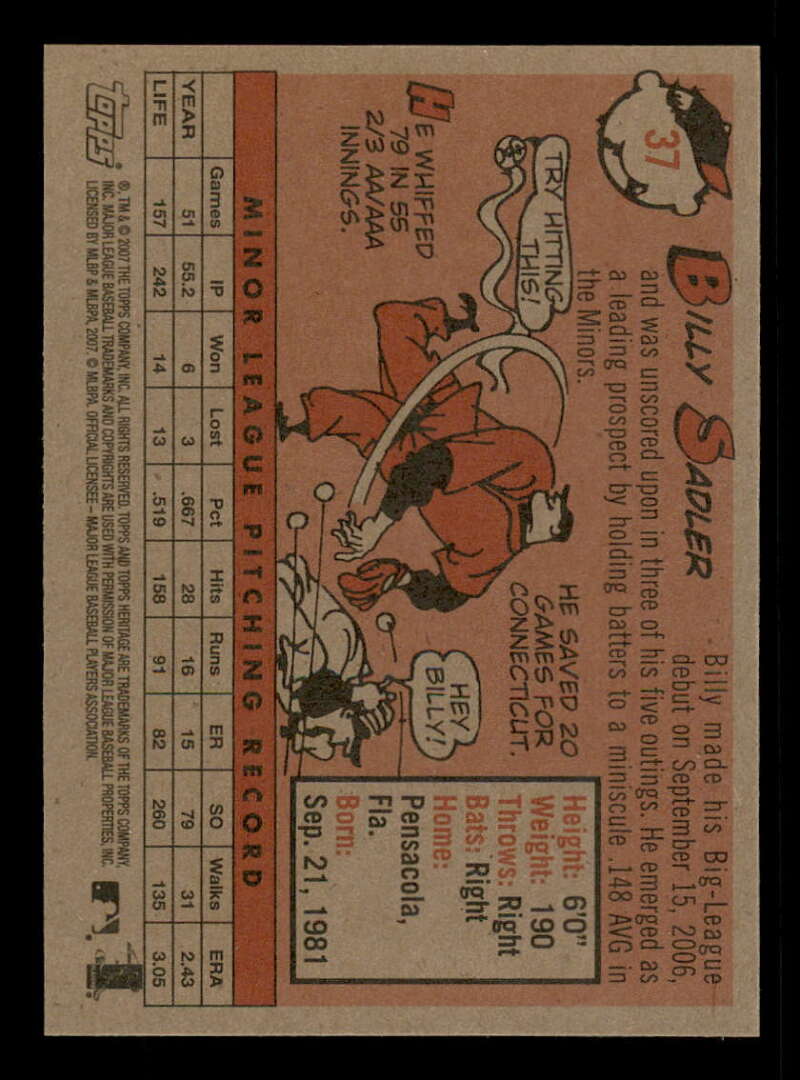 37
BILLY SADLER
Billy made his Big-League
debut on September 15, 2006,
and was unscored upon in three of his five outings. He emerged as
a leading prospect by holding batters to a miniscule .148 AVG in
the Minors.
TRY HITTING
THIS!
HE WHIFFED
79 IN 55
2/3 AA/AAA
INNINGS.
HE SAVED 20
GAMES FOR
CONNECTICUT.
HEY
BILLY!
Height: 6'0"
Weight: 190
Throws: Right
Bats: Right
Home:
Pensacola,
Fla.
Born:
Sep. 21, 1981
MINOR LEAGUE PITCHING RECORD
Games IP Won Lost Pct Hits Runs ER SO Walks ERA
YEAR 51 55.2 6 3 .667 28 16 15 79 31 2.43
LIFE 157 242 14 13 .519 158 91 82 260 135 3.05
TOPPS
®, TM & © 2007 THE TOPPS COMPANY, INC. ALL RIGHTS RESERVED. TOPPS AND TOPPS HERITAGE ARE TRADEMARKS OF THE TOPPS COMPANY,
INC. MAJOR LEAGUE BASEBALL TRADEMARKS AND COPYRIGHTS ARE USED WITH PERMISSION OF MAJOR LEAGUE BASEBALL PROPERTIES, INC.
LICENSED BY MLBP & MLBPA, 2007. © MLBPA. OFFICIAL LICENSEE – MAJOR LEAGUE BASEBALL PLAYERS ASSOCIATION.